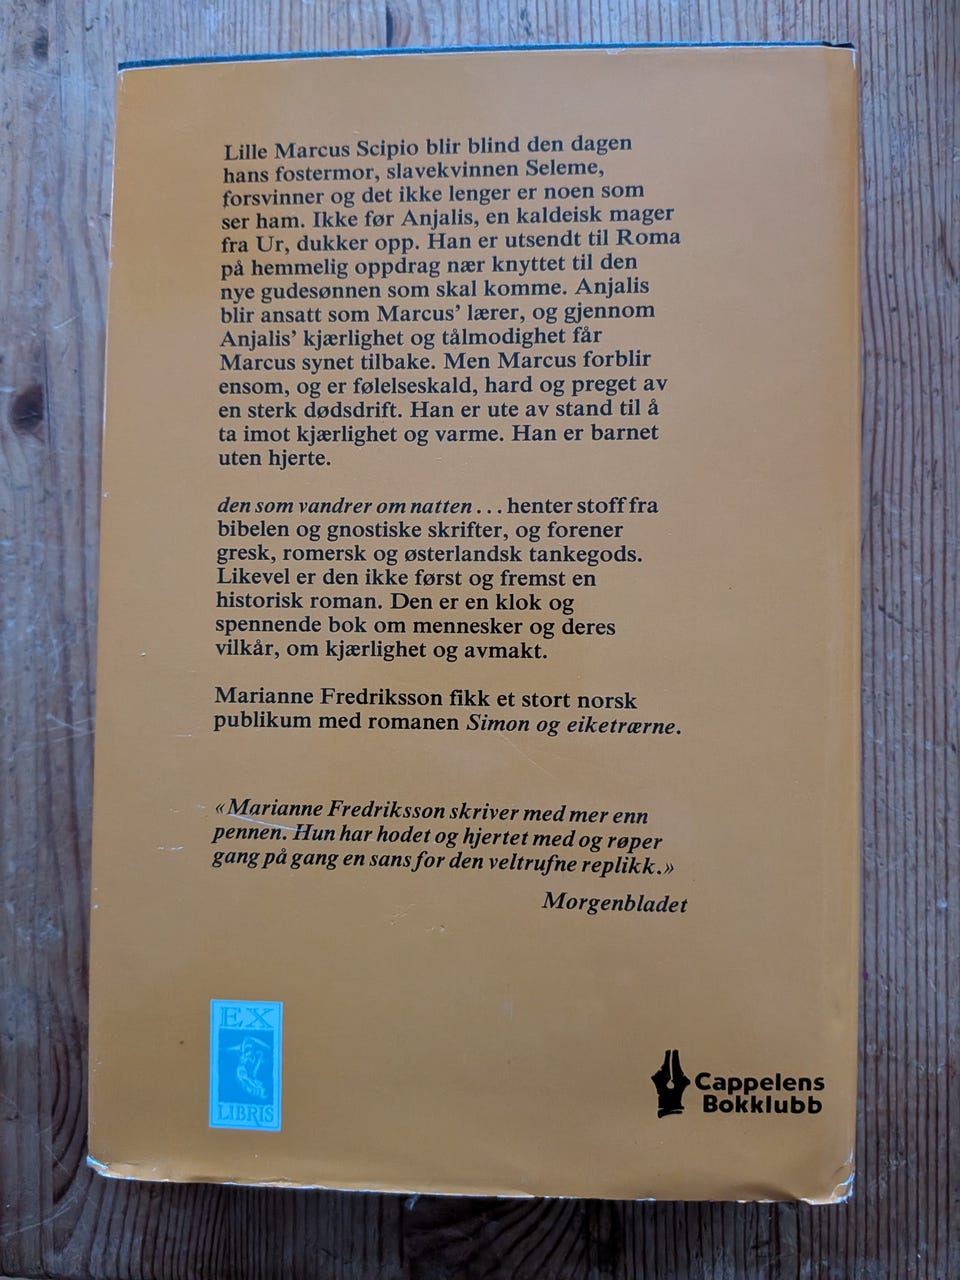 Lille Marcus Scipio blir blind den dagen
hans fostermor, slavekvinnen Seleme,
forsvinner og det ikke lenger er noen som
ser ham. Ikke før Anjalis, en kaldeisk mager
fra Ur, dukker opp. Han er utsendt til Roma
på hemmelig oppdrag nær knyttet til den
nye gudesønnen som skal komme. Anjalis
blir ansatt som Marcus’ lærer, og gjennom
Anjalis’ kjærlighet og tålmodighet får
Marcus synet tilbake. Men Marcus forblir
ensom, og er følelseskald, hard og preget av
en sterk dødsdrift. Han er ute av stand til å
ta imot kjærlighet og varme. Han er barnet
uten hjerte.
den som vandrer om natten... henter stoff fra
bibelen og gnostiske skrifter, og forener
gresk, romersk og østerlandsk tankegods.
Likevel er den ikke først og fremst en
historisk roman. Den er en klok og
spennende bok om mennesker og deres
vilkår, om kjærlighet og avmakt.
Marianne Fredriksson fikk et stort norsk
publikum med romanen Simon og eiketrærne.
«Marianne Fredriksson skriver med mer enn
pennen. Hun har hodet og hjertet med og røper
gang på gang en sans for den veltrufne replikk.»
Morgenbladet
EX
LIBRIS
Cappelens
Bokklubb